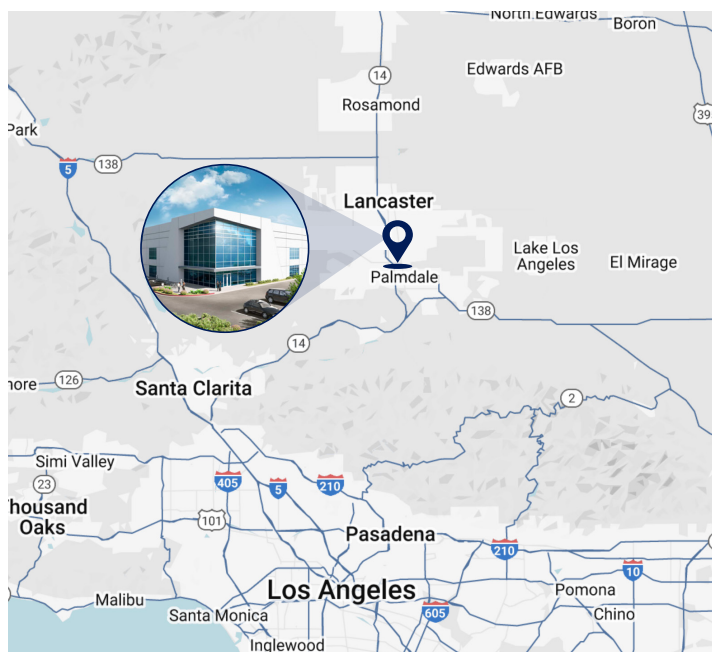 North Edwards
Boron
14
Edwards AFB
Rosamond
39
Park
5
138
Lancaster
Lake Los
Angeles
El Mirage
Palmdale
138
14
126
Santa Clarita
2
Simi Valley
23
405
5
210
housand
Oaks
101
Pasadena
210
10
Los Angeles
Pomona
Malibu
Santa Monica
605
Chino
Inglewood